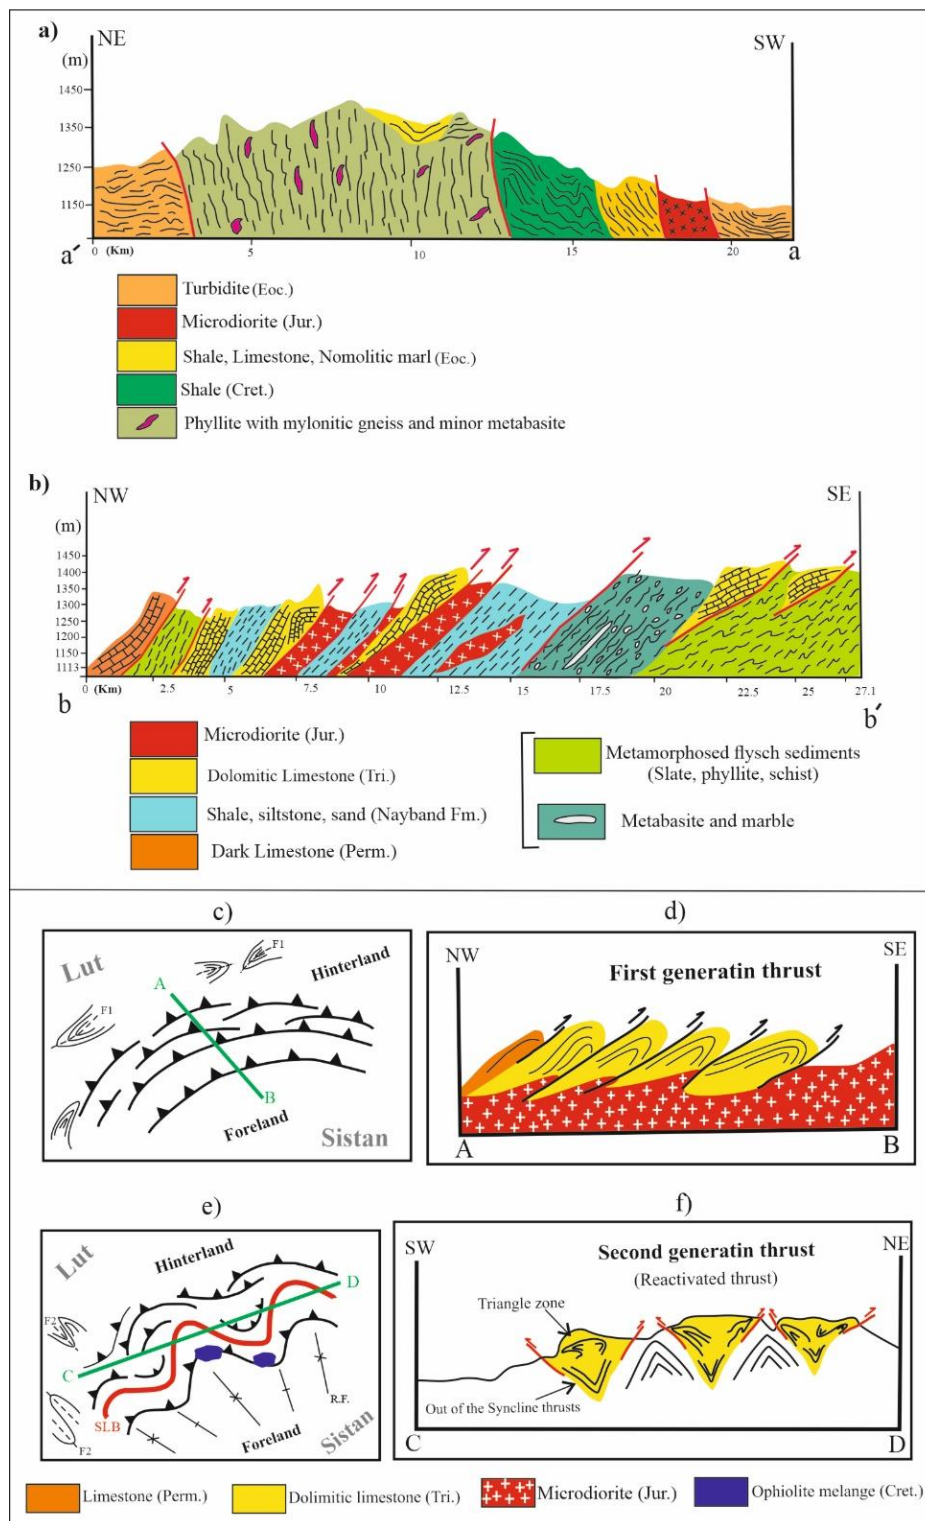 a)
NE
SW
(m)
1450
1350
1250
1150
0 (Km) 5 10 15 20
a′ a
Turbidite (Eoc.)
Microdiorite (Jur.)
Shale, Limestone, Nomolitic marl (Eoc.)
Shale (Cret.)
Phyllite with mylonitic gneiss and minor metabasite
b)
NW
SE
(m)
1450
1400
1350
1300
1250
1200
1150
1113
0 (Km) 2.5 5 7.5 10 12.5 15 17.5 20 22.5 25 27.1
b b′
Microdiorite (Jur.)
Dolomitic Limestone (Tri.)
Shale, siltstone, sand (Nayband Fm.)
Dark Limestone (Perm.)
Metamorphosed flysch sediments
(Slate, phyllite, schist)
Metabasite and marble
c)
Lut
F1
Hinterland
A
F1
B
Foreland
Sistan
d)
NW
SE
First generatin thrust
A B
e)
Lut
Hinterland
D
F2
C
SLB
F2
R.F.
Foreland
Sistan
f)
SW
NE
Second generatin thrust
(Reactivated thrust)
Triangle zone
Out of the Syncline thrusts
C D
Limestone (Perm.)
Dolimitic limestone (Tri.)
Microdiorite (Jur.)
Ophiolite melange (Cret.)